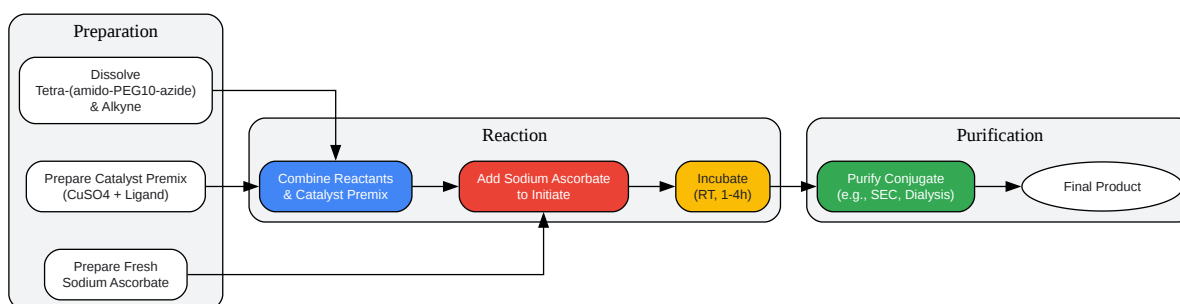 Preparation
Dissolve
Tetra-(amido-PEG10-azide)
& Alkyne
Prepare Catalyst Premix
(CuSO4 + Ligand)
Prepare Fresh
Sodium Ascorbate
Reaction
Combine Reactants
& Catalyst Premix
Add Sodium Ascorbate
to Initiate
Incubate
(RT, 1-4h)
Purification
Purify Conjugate
(e.g., SEC, Dialysis)
Final Product